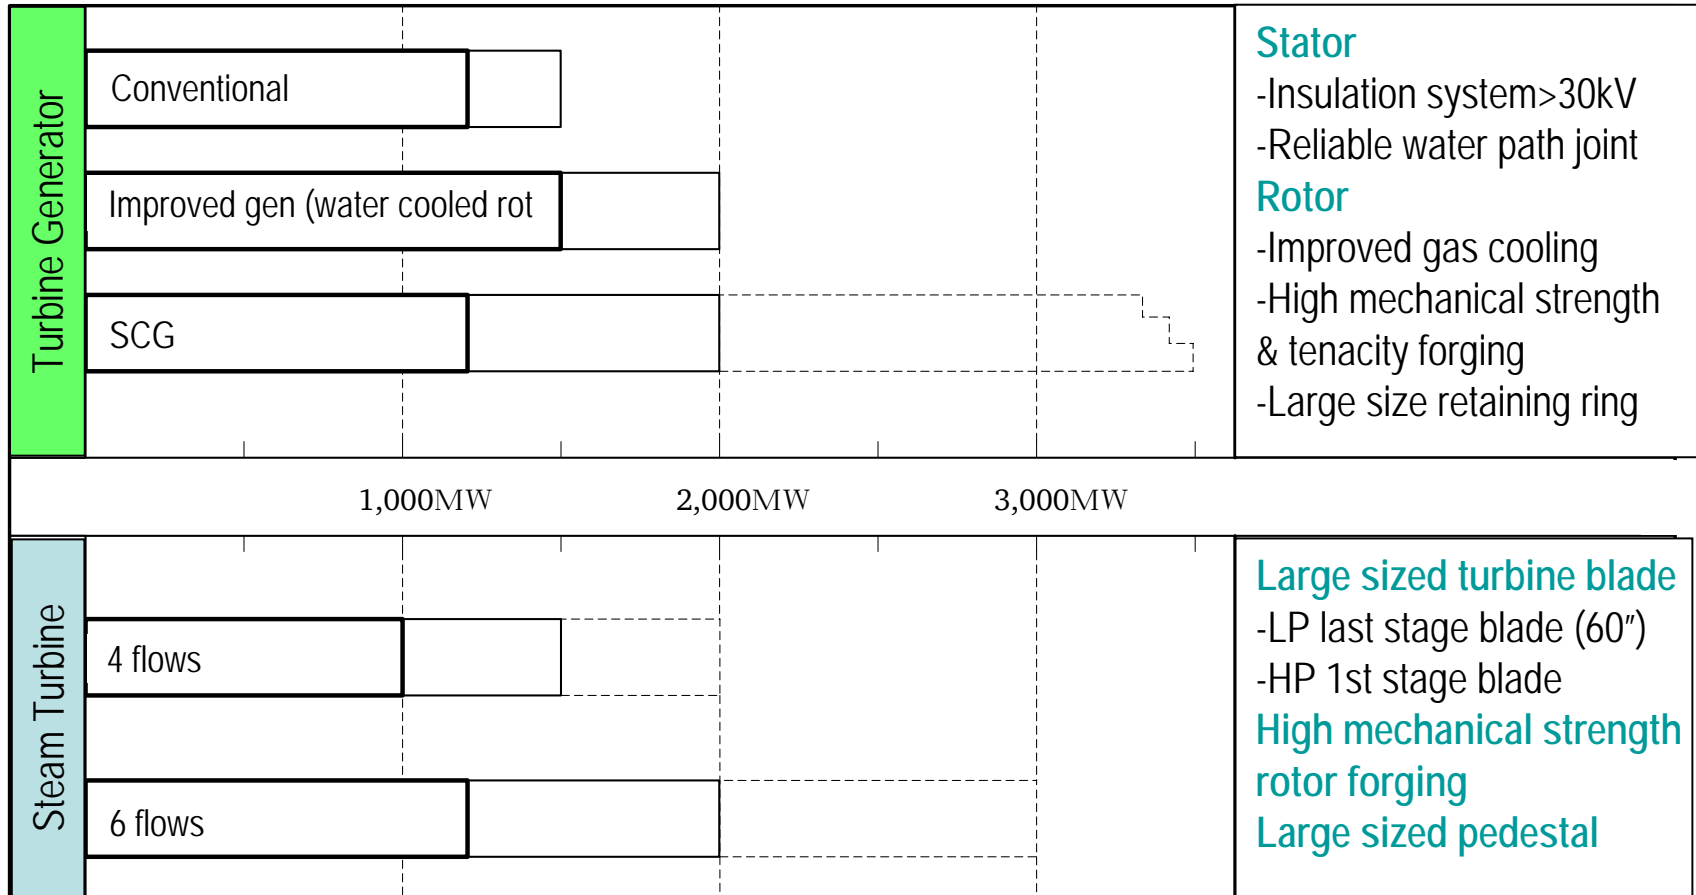 Turbine Generator
Conventional
Improved gen (water cooled rot
SCG
Stator
-Insulation system>30kV
-Reliable water path joint
Rotor
-Improved gas cooling
-High mechanical strength
& tenacity forging
-Large size retaining ring
1,000MW
2,000MW
3,000MW
Steam Turbine
4 flows
6 flows
Large sized turbine blade
-LP last stage blade (60″)
-HP 1st stage blade
High mechanical strength
rotor forging
Large sized pedestal